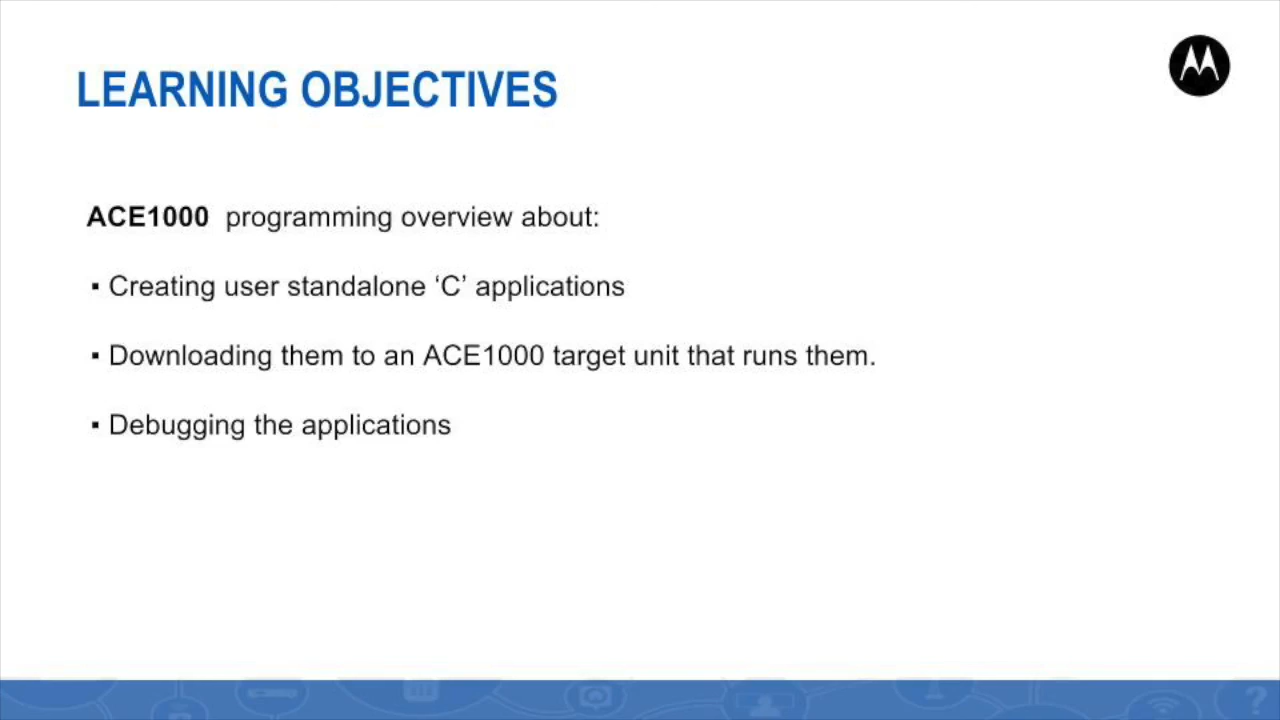 LEARNING OBJECTIVES
ACE1000 programming overview about:
▪ Creating user standalone ‘C’ applications
▪ Downloading them to an ACE1000 target unit that runs them.
▪ Debugging the applications